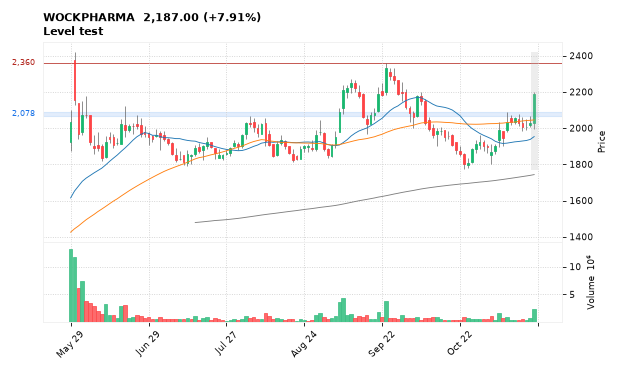 WOCKPHARMA 2,187.00 (+7.91%)
Level test
2,360
2,078
2400
2200
2000
1800
1600
1400
Price
10
5
Volume 10⁶
May 29
Jun 29
Jul 27
Aug 24
Sep 22
Oct 22